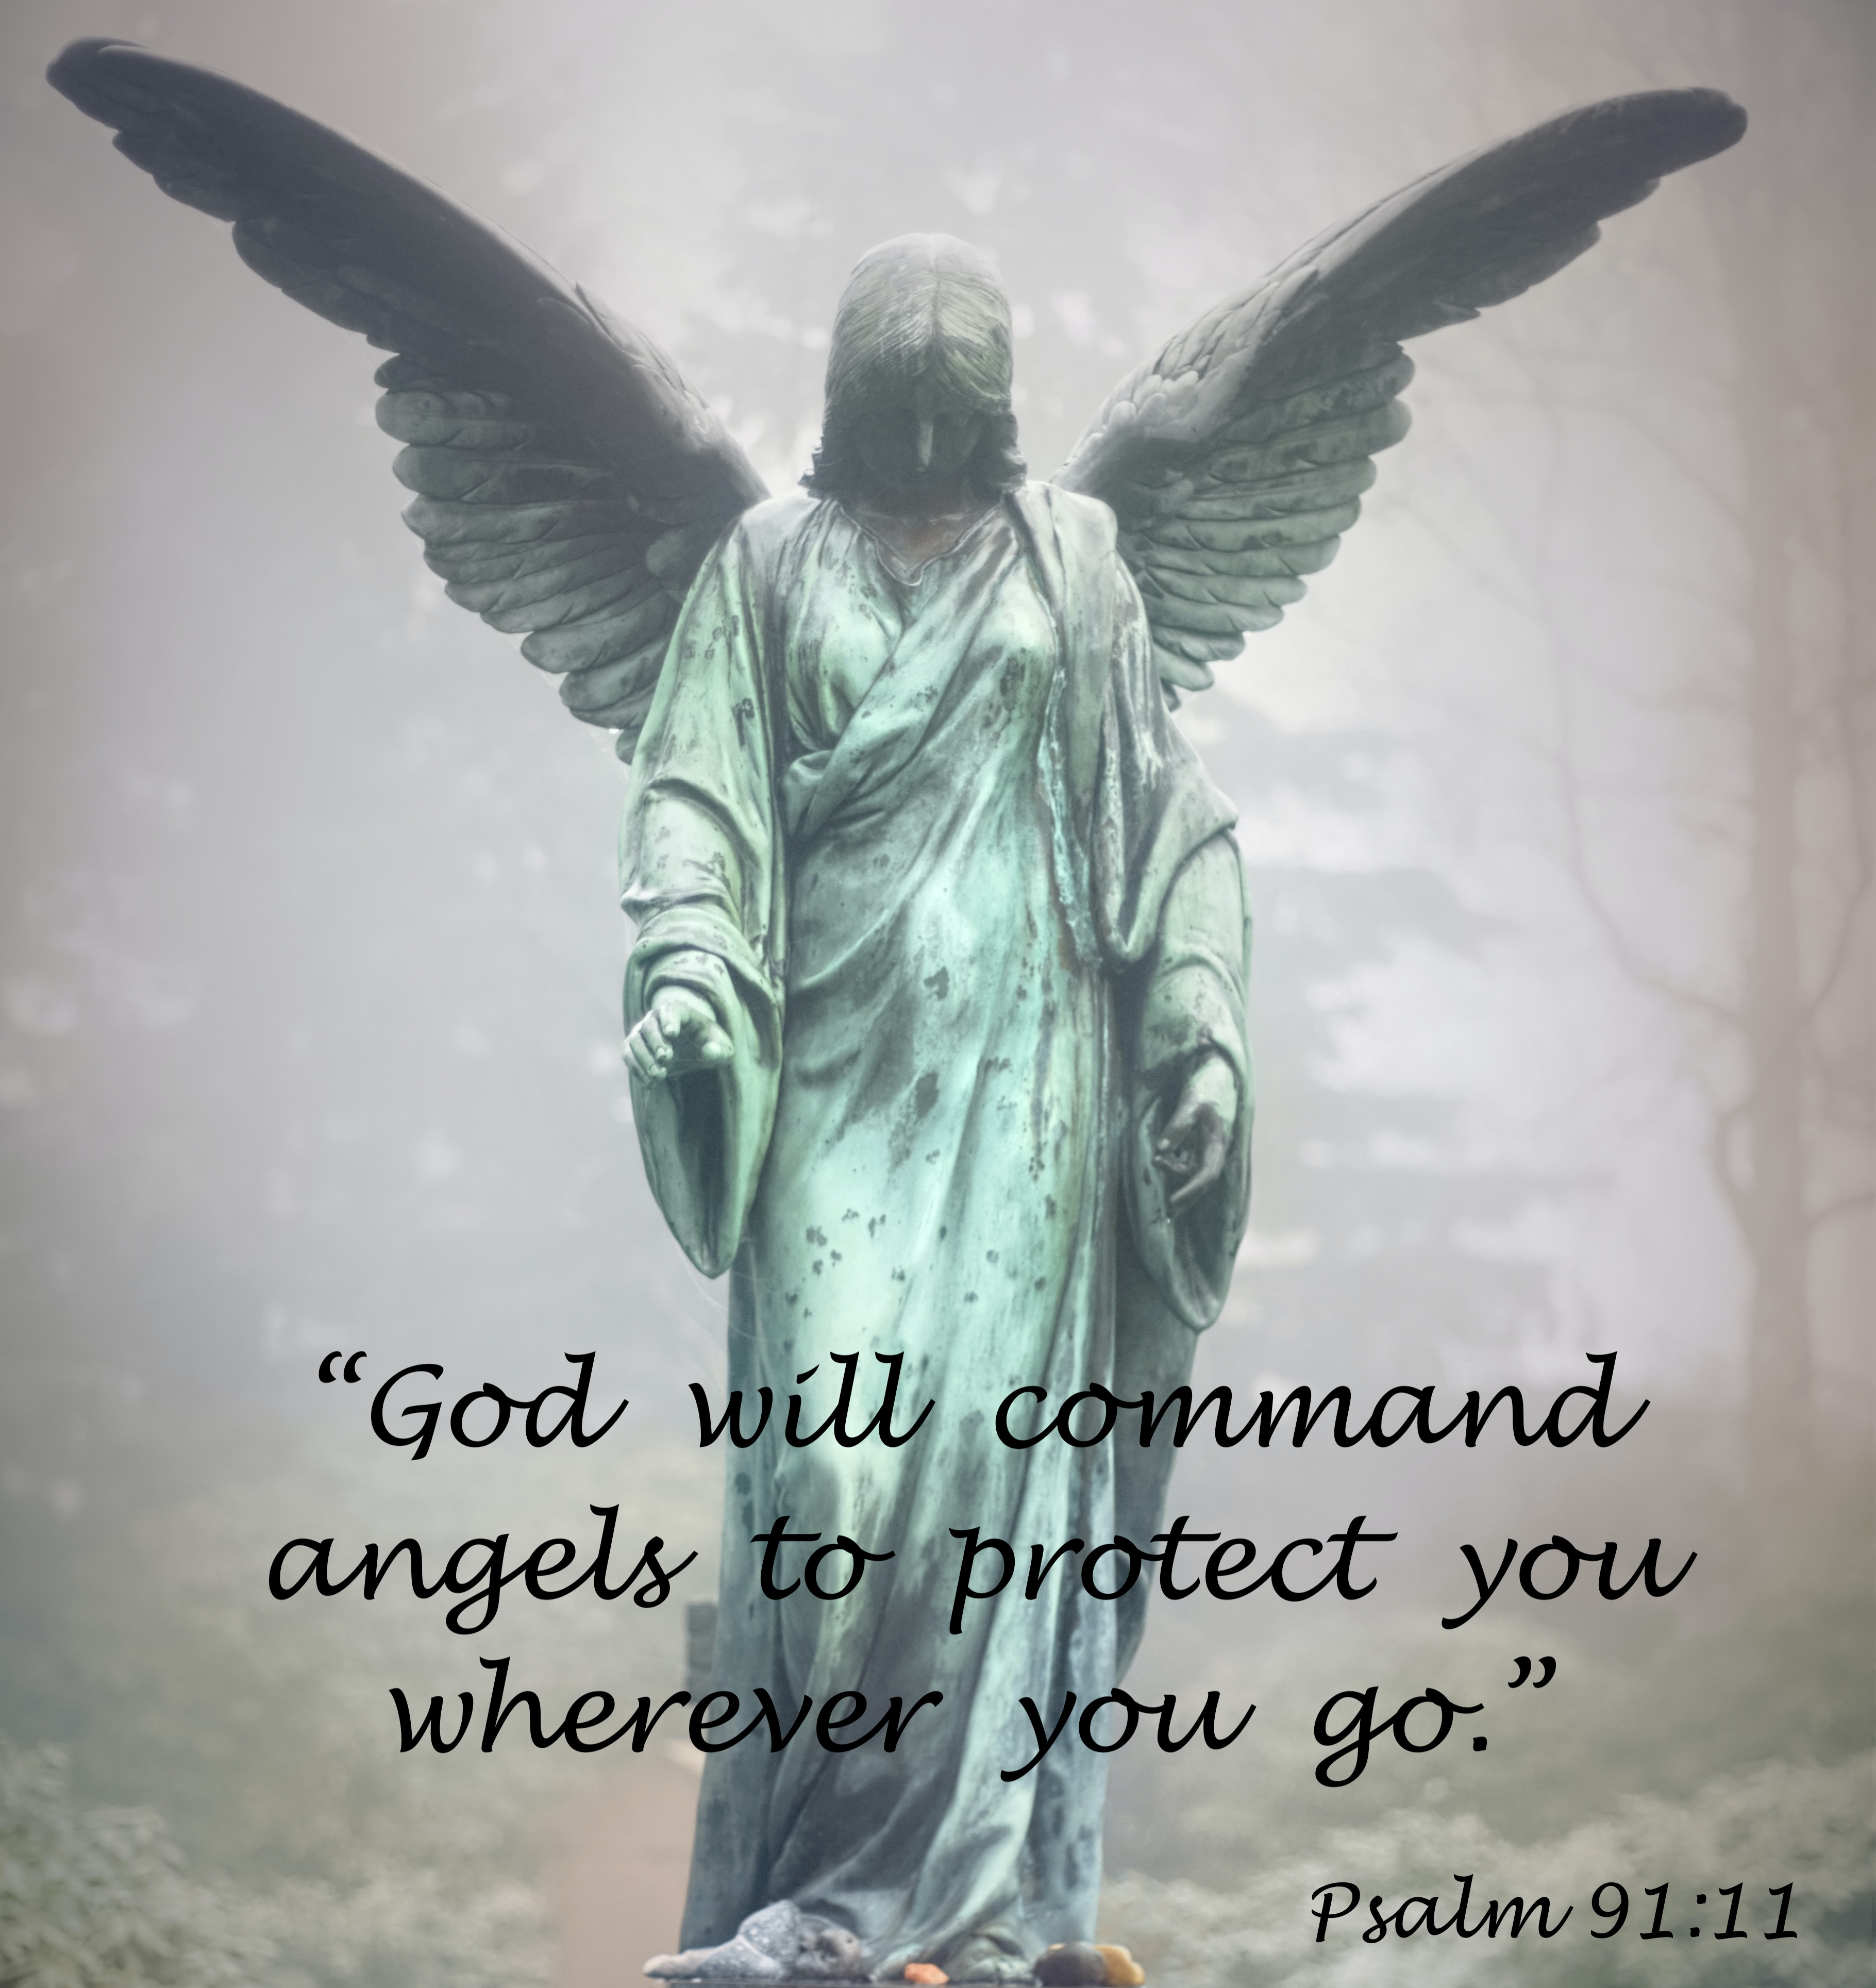 “God will command
angels to protect you
wherever you go.”
Psalm 91:11